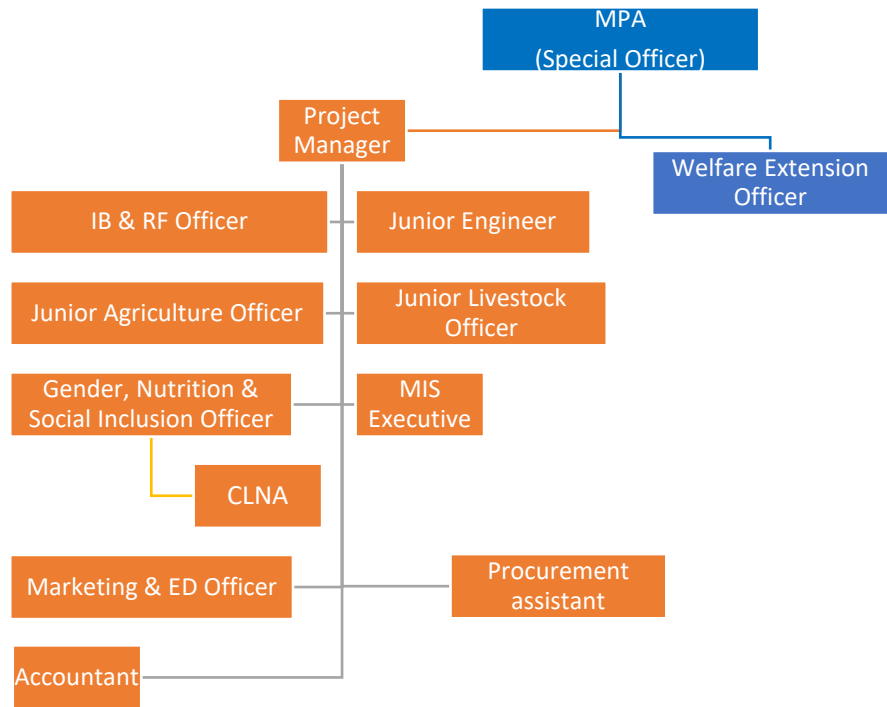 MPA
(Special Officer)
Project
Manager
Welfare Extension
Officer
IB & RF Officer
Junior Engineer
Junior Agriculture Officer
Junior Livestock
Officer
Gender, Nutrition &
Social Inclusion Officer
MIS
Executive
CLNA
Marketing & ED Officer
Procurement
assistant
Accountant